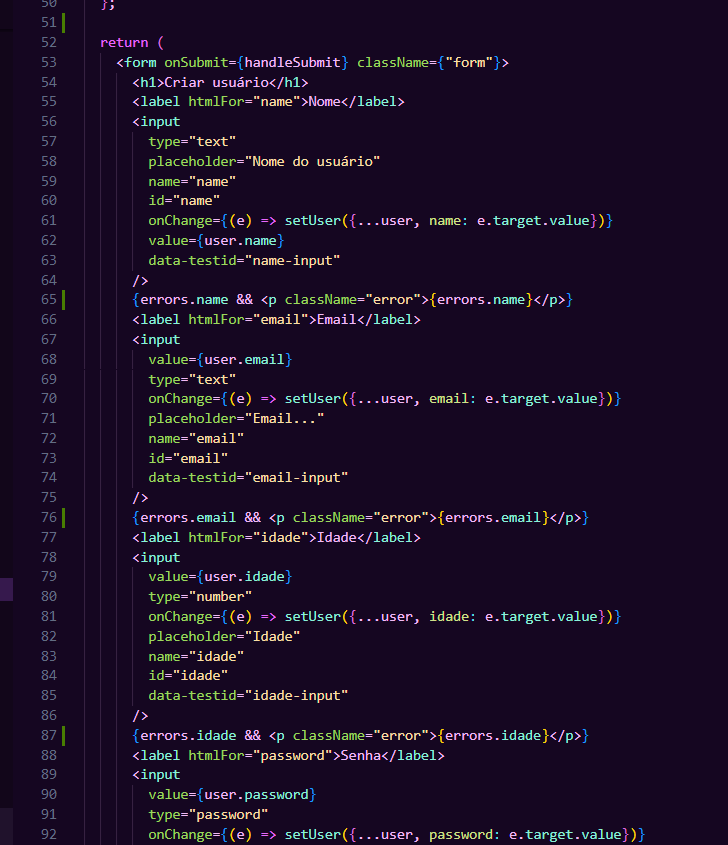 50 };
51
52 return (
53 <form onSubmit={handleSubmit} className={"form"}>
54 <h1>Criar usuário</h1>
55 <label htmlFor="name">Nome</label>
56 <input
57 type="text"
58 placeholder="Nome do usuário"
59 name="name"
60 id="name"
61 onChange={(e) => setUser({...user, name: e.target.value})}
62 value={user.name}
63 data-testid="name-input"
64 />
65 {errors.name && <p className="error">{errors.name}</p>}
66 <label htmlFor="email">Email</label>
67 <input
68 value={user.email}
69 type="text"
70 onChange={(e) => setUser({...user, email: e.target.value})}
71 placeholder="Email..."
72 name="email"
73 id="email"
74 data-testid="email-input"
75 />
76 {errors.email && <p className="error">{errors.email}</p>}
77 <label htmlFor="idade">Idade</label>
78 <input
79 value={user.idade}
80 type="number"
81 onChange={(e) => setUser({...user, idade: e.target.value})}
82 placeholder="Idade"
83 name="idade"
84 id="idade"
85 data-testid="idade-input"
86 />
87 {errors.idade && <p className="error">{errors.idade}</p>}
88 <label htmlFor="password">Senha</label>
89 <input
90 value={user.password}
91 type="password"
92 onChange={(e) => setUser({...user, password: e.target.value})}